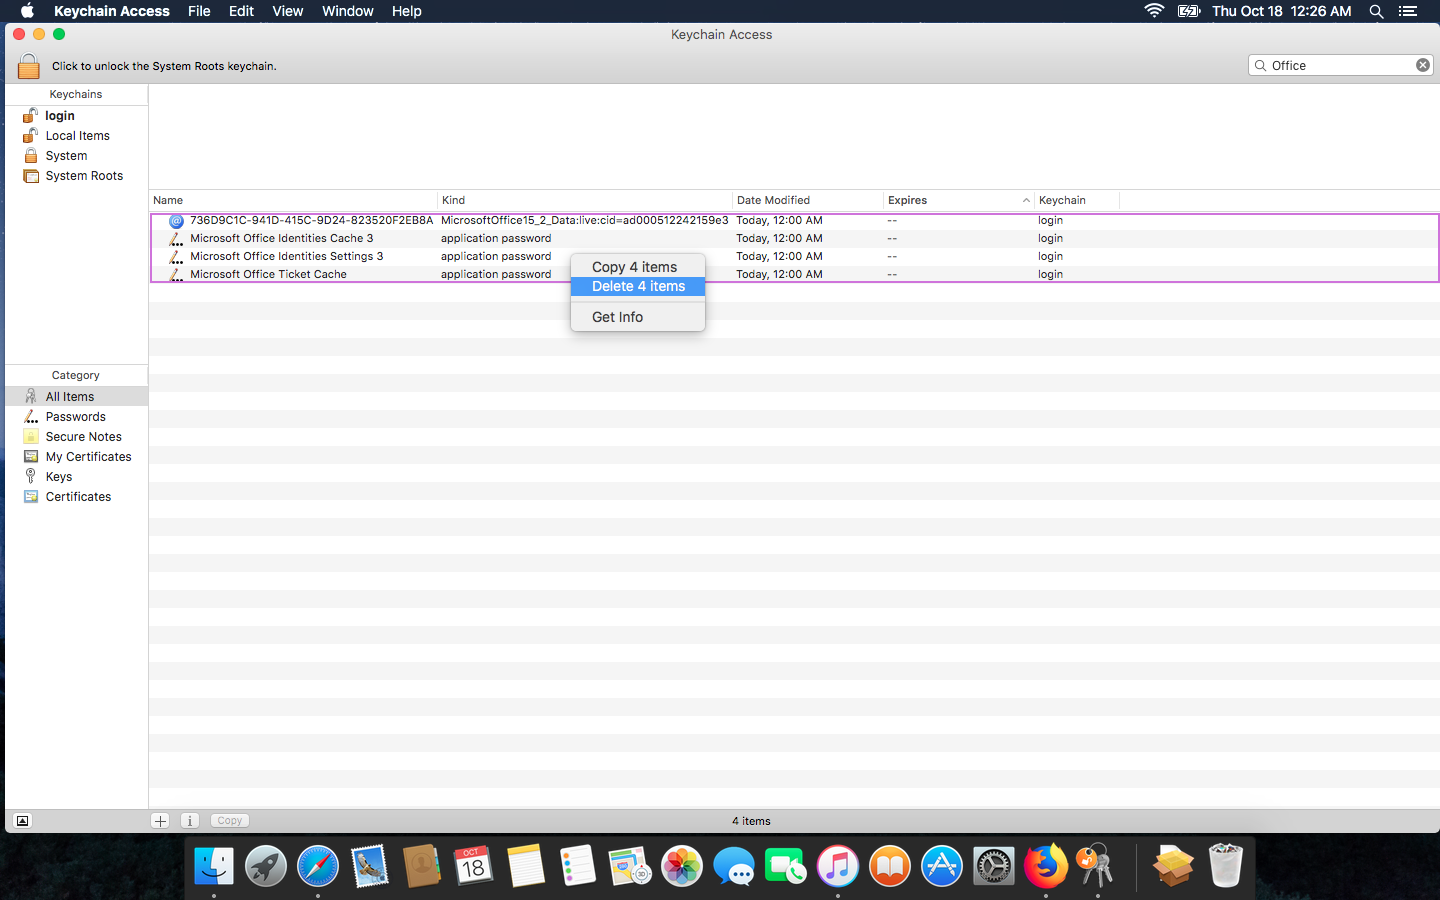 Keychain Access File Edit View Window Help Thu Oct 18 12:26 AM
Keychain Access
Click to unlock the System Roots keychain.
Office
Keychains
login
Local Items
System
System Roots
Name Kind Date Modified Expires Keychain
736D9C1C-941D-415C-9D24-823520F2EB8A MicrosoftOffice15_2_Data:live:cid=ad000512242159e3 Today, 12:00 AM -- login
Microsoft Office Identities Cache 3 application password Today, 12:00 AM -- login
Microsoft Office Identities Settings 3 application password Today, 12:00 AM -- login
Microsoft Office Ticket Cache application password Today, 12:00 AM -- login
Copy 4 items
Delete 4 items
Get Info
Category
All Items
Passwords
Secure Notes
My Certificates
Keys
Certificates
Copy
4 items
OCT
18
3D